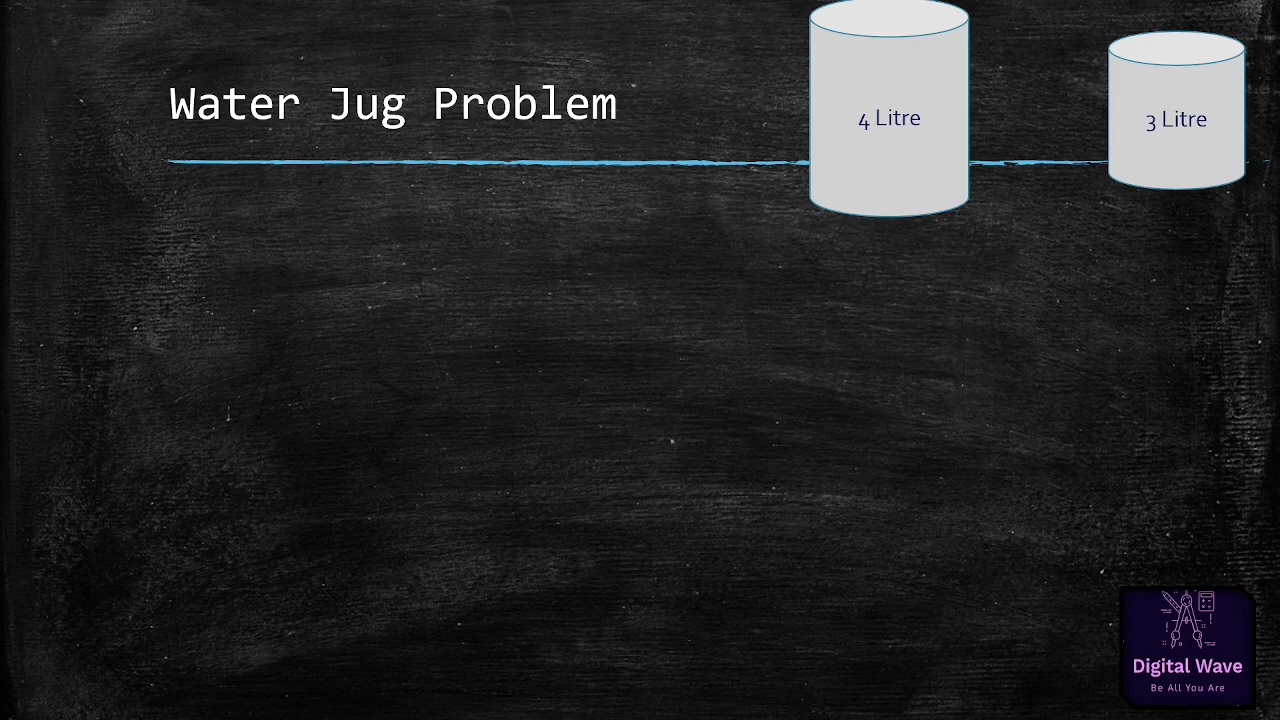 Water Jug Problem
4 Litre
3 Litre
Digital Wave
Be All You Are